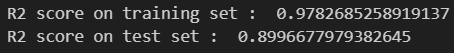 R2 score on training set :  0.9782685258919137
R2 score on test set :  0.8996677979382645